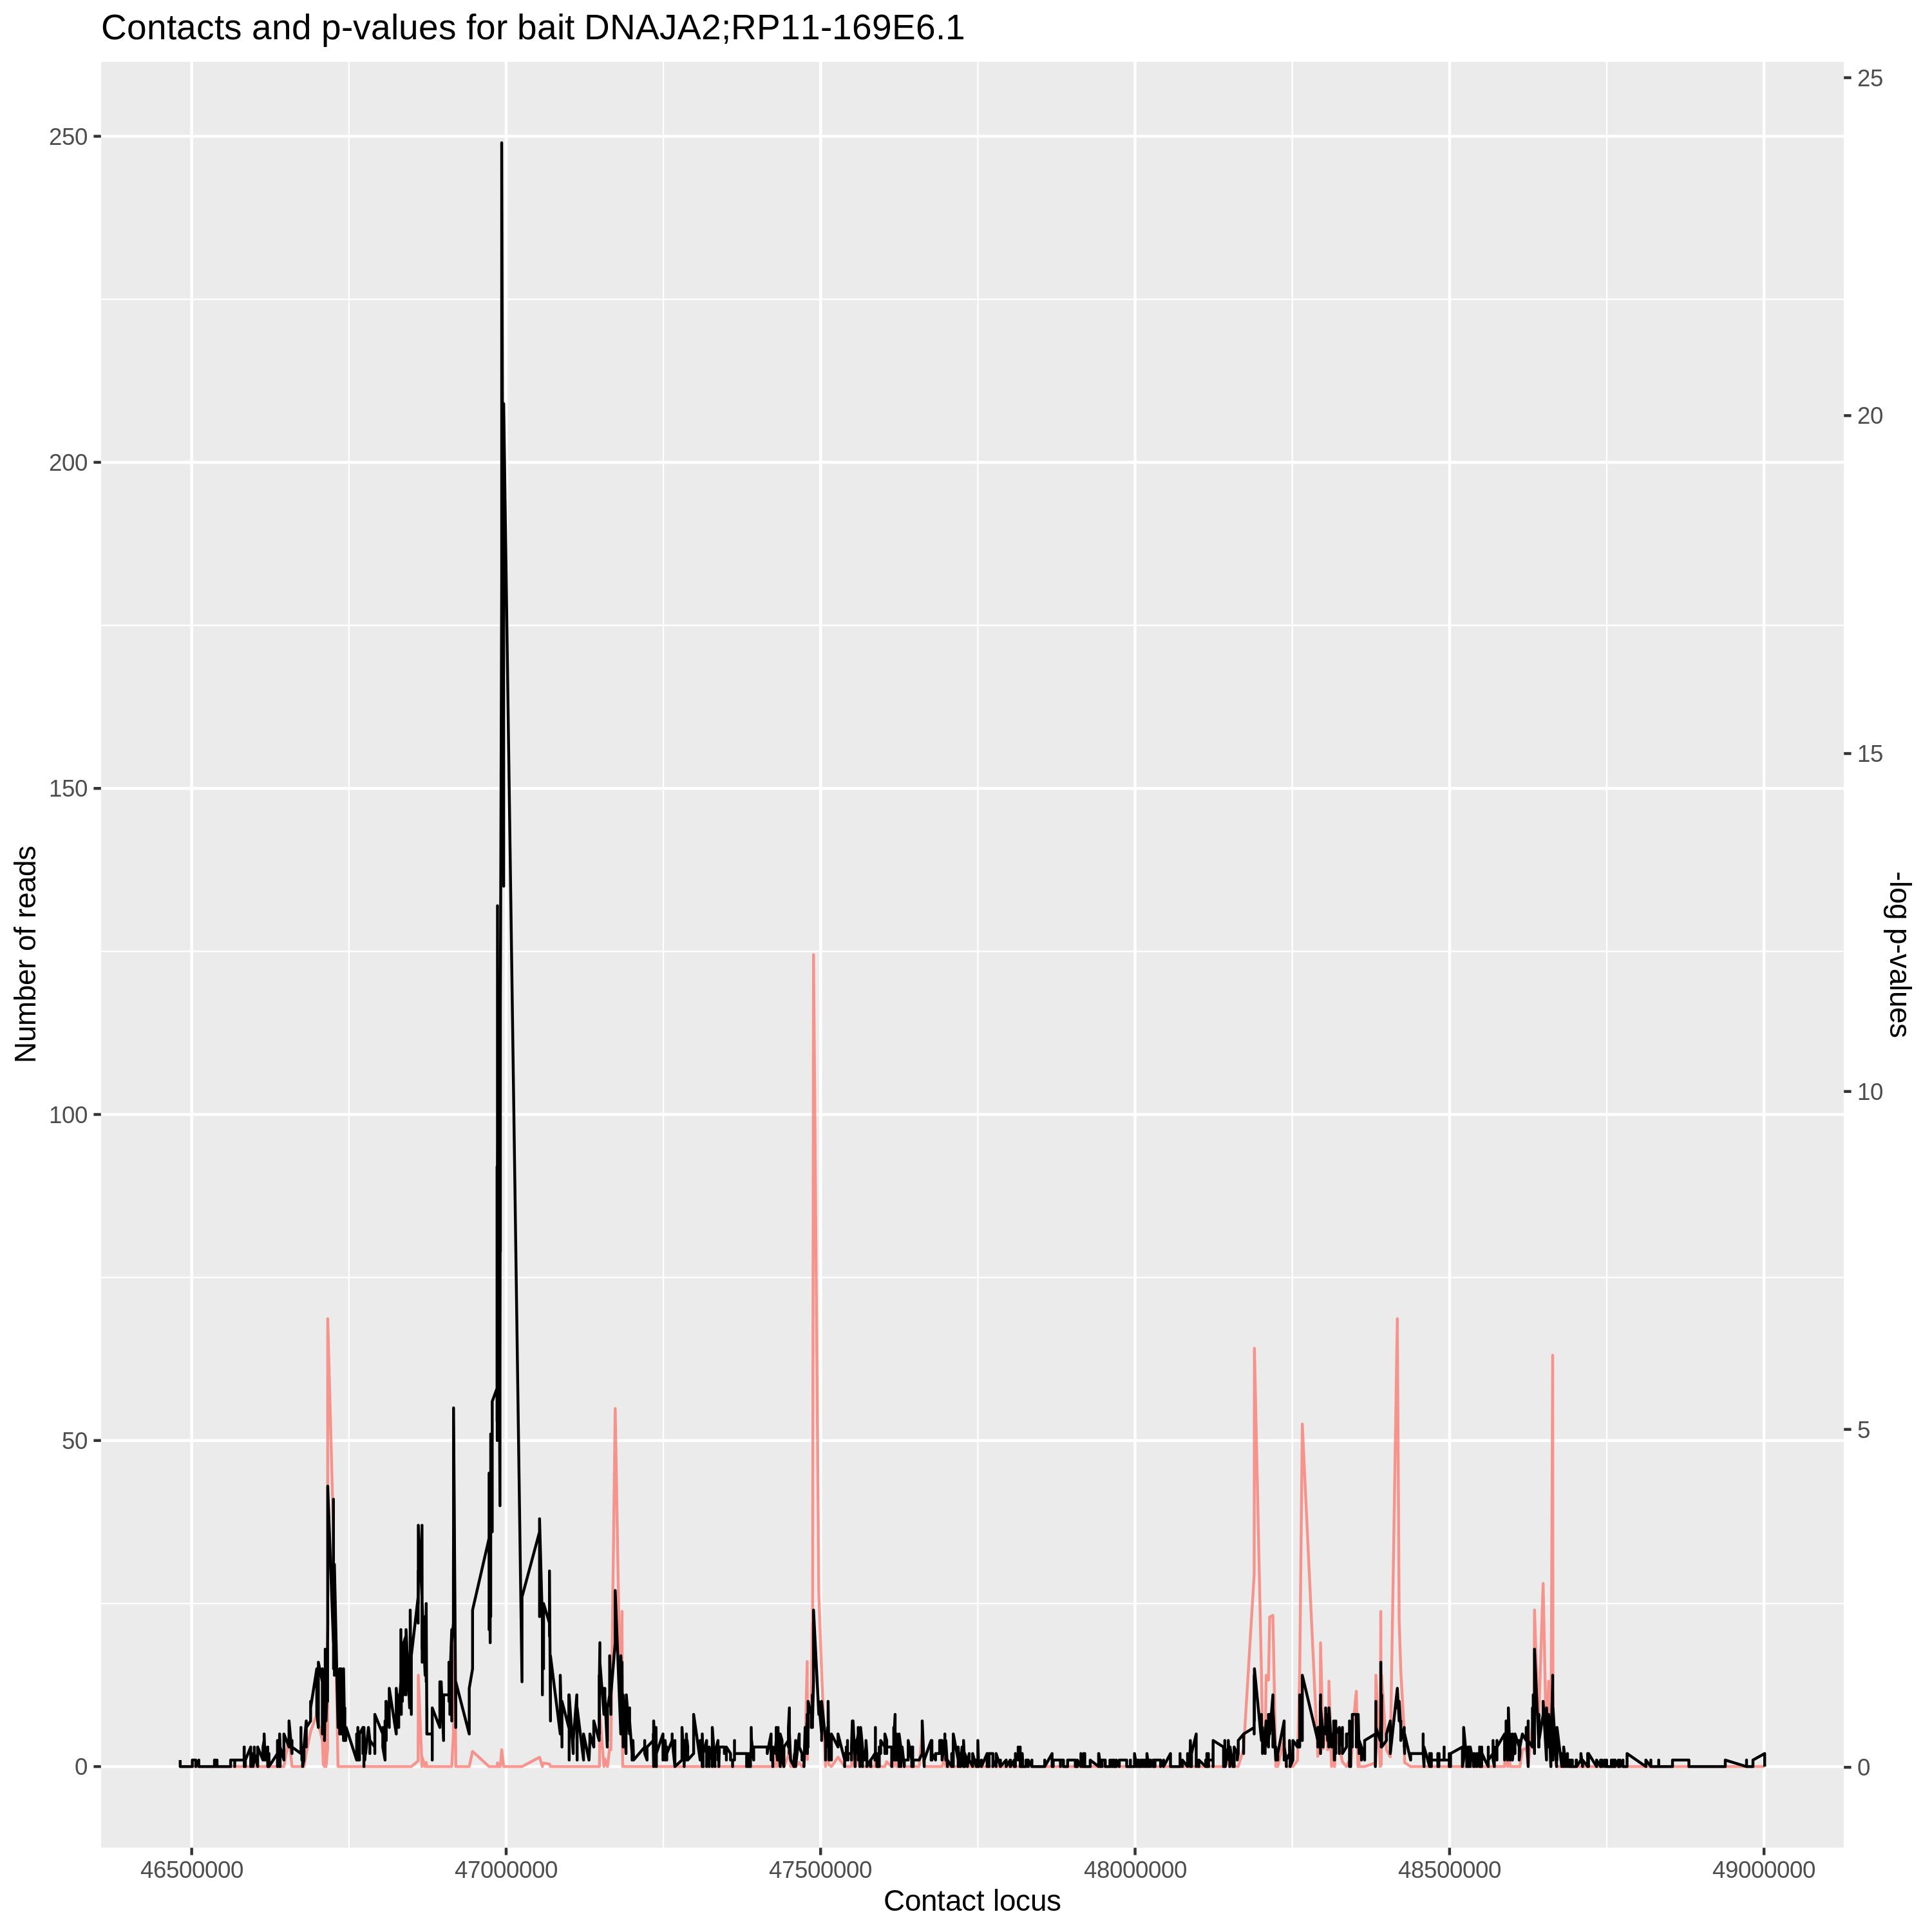 Contacts and p-values for bait DNAJA2;RP11-169E6.1
250
200
150
100
50
0
Number of reads
25
20
15
10
5
0
-log p-values
46500000 47000000 47500000 48000000 48500000 49000000
Contact locus